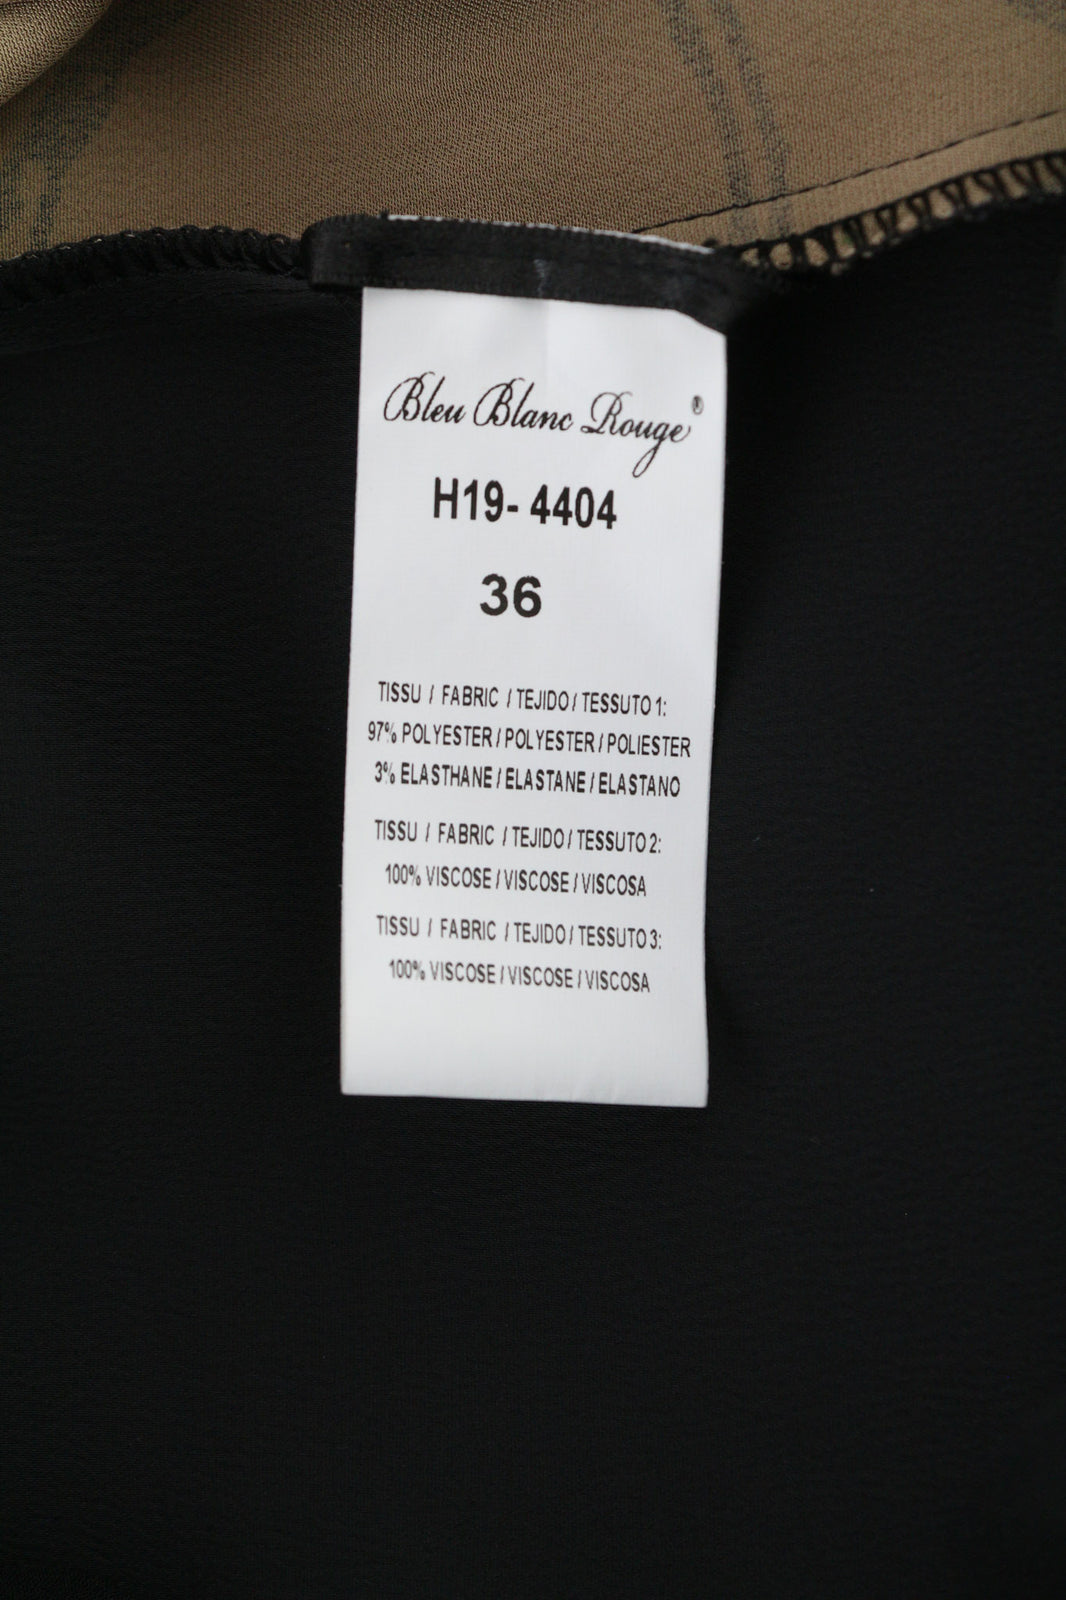 Bleu Blanc Rouge®
H19- 4404
36
TISSU / FABRIC / TEJIDO / TESSUTO 1:
97% POLYESTER / POLYESTER / POLIESTER
3% ELASTHANE / ELASTANE / ELASTANO
TISSU / FABRIC / TEJIDO / TESSUTO 2:
100% VISCOSE / VISCOSE / VISCOSA
TISSU / FABRIC / TEJIDO / TESSUTO 3:
100% VISCOSE / VISCOSE / VISCOSA